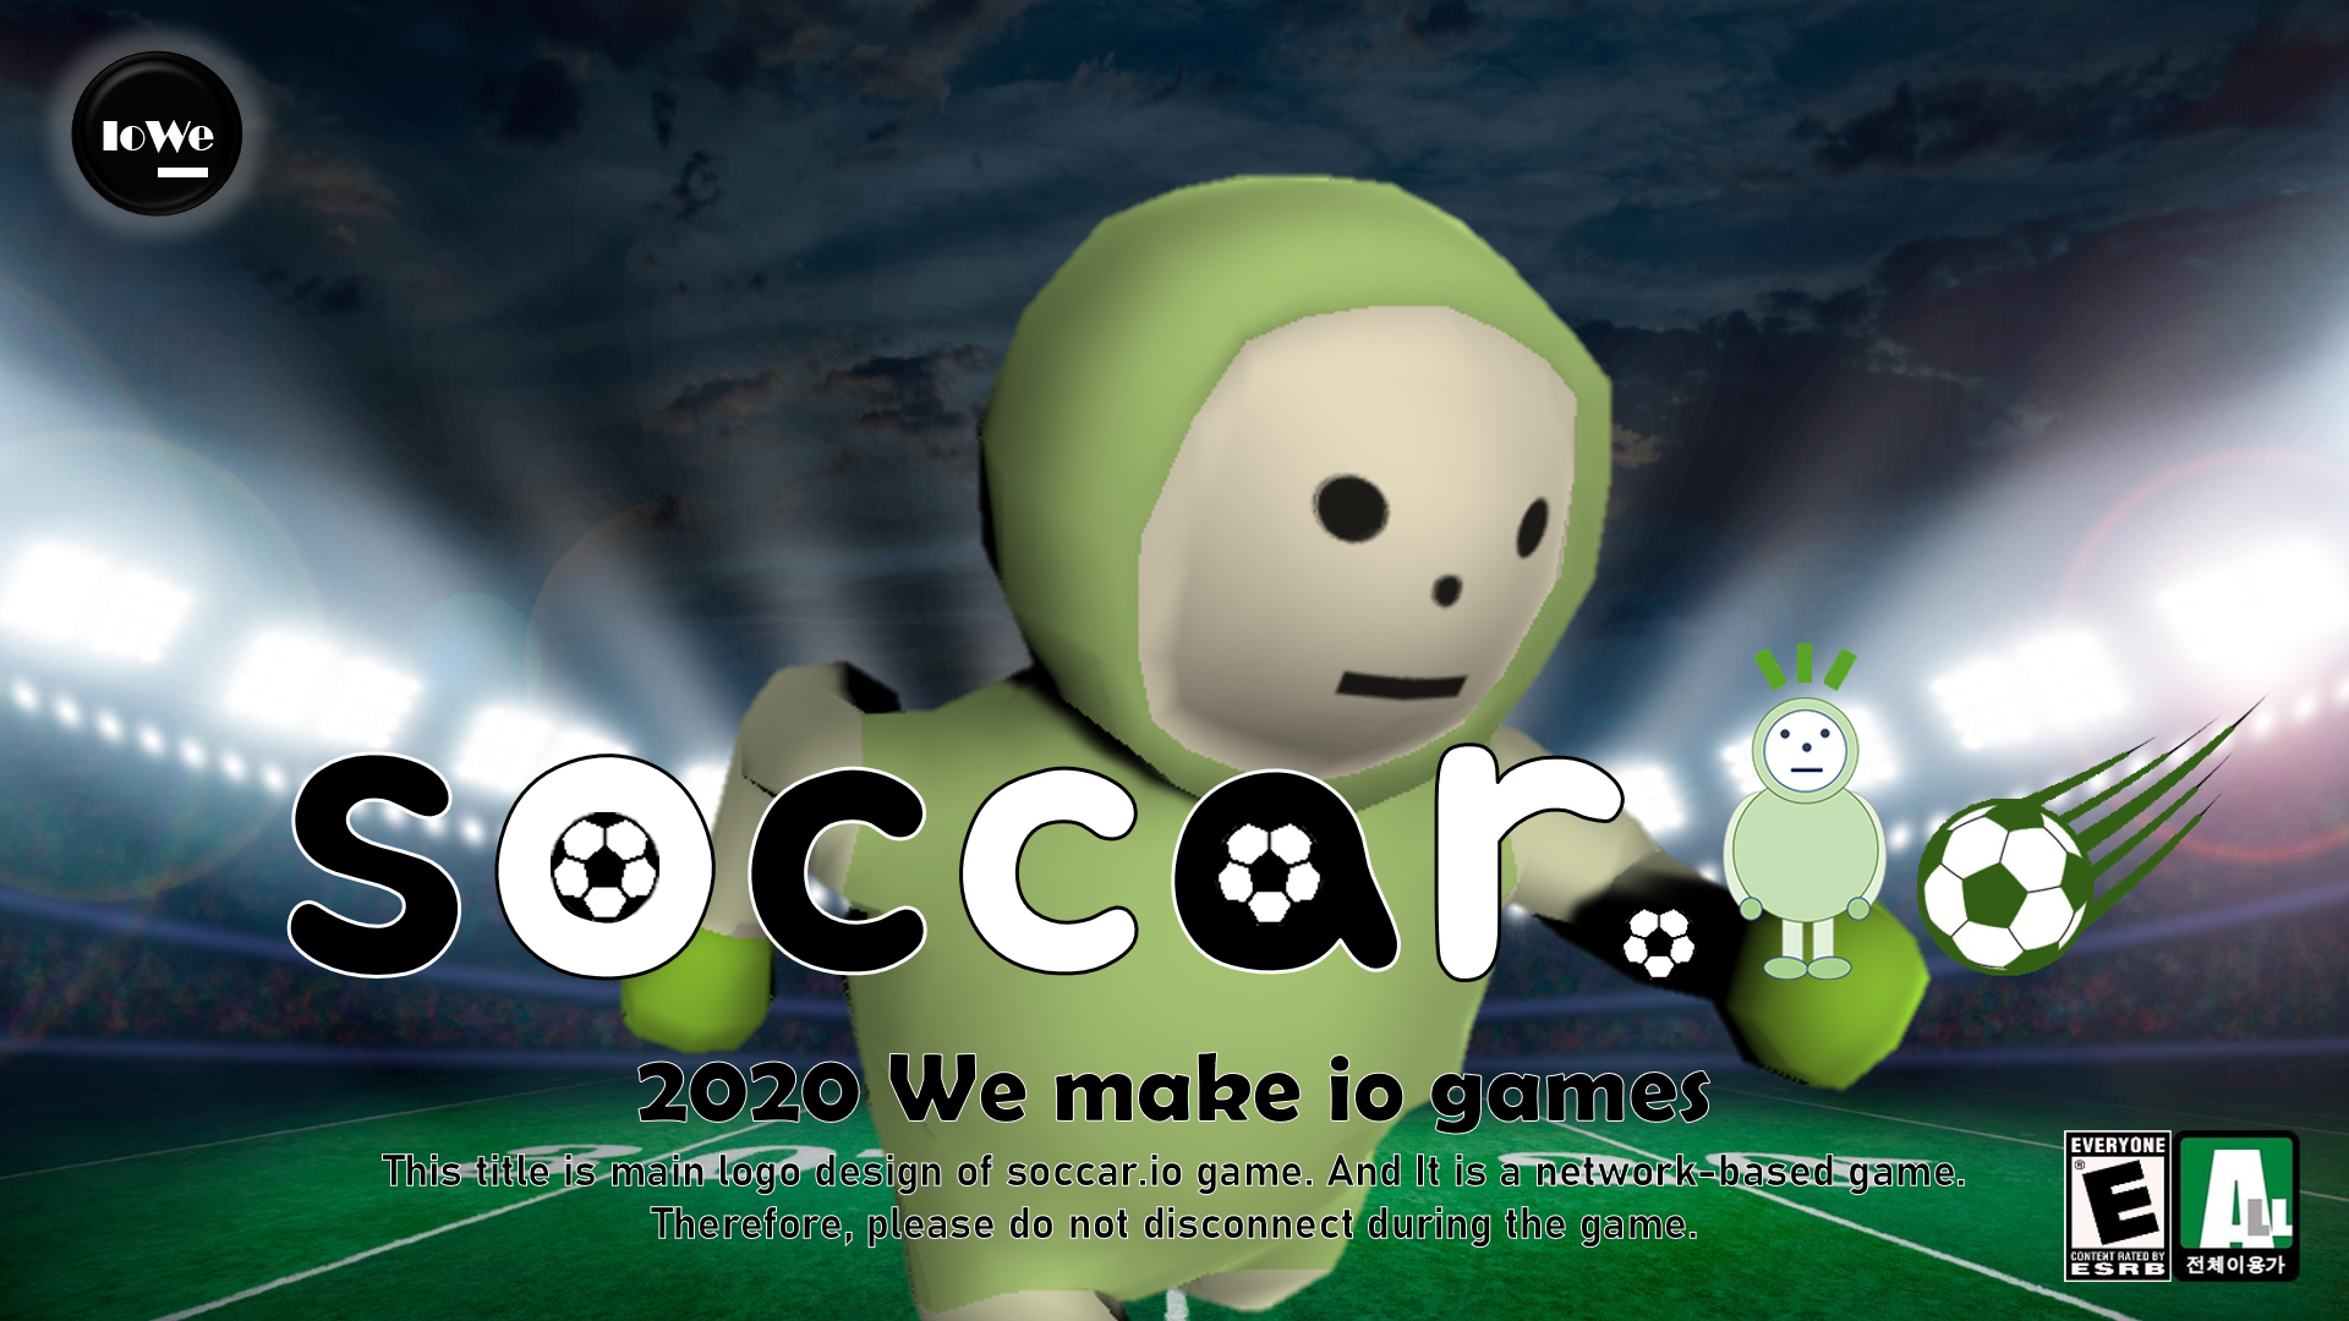 IoWe
soccar.io
2020 We make io games
This title is main logo design of soccar.io game. And It is a network-based game.
Therefore, please do not disconnect during the game.
EVERYONE
E
®
CONTENT RATED BY
ESRB
ALL
전체이용가